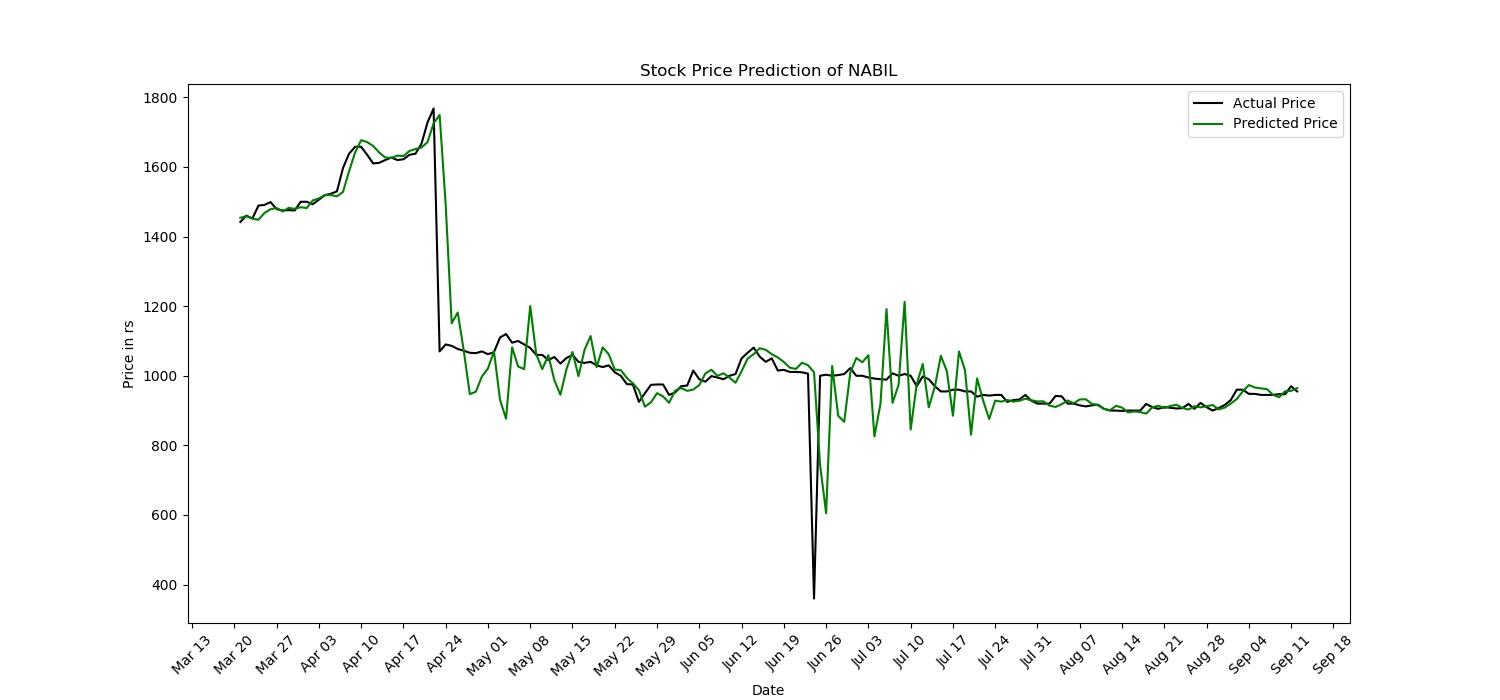 Stock Price Prediction of NABIL
Actual Price
Predicted Price
Price in rs
1800
1600
1400
1200
1000
800
600
400
Mar 13
Mar 20
Mar 27
Apr 03
Apr 10
Apr 17
Apr 24
May 01
May 08
May 15
May 22
May 29
Jun 05
Jun 12
Jun 19
Jun 26
Jul 03
Jul 10
Jul 17
Jul 24
Jul 31
Aug 07
Aug 14
Aug 21
Aug 28
Sep 04
Sep 11
Sep 18
Date